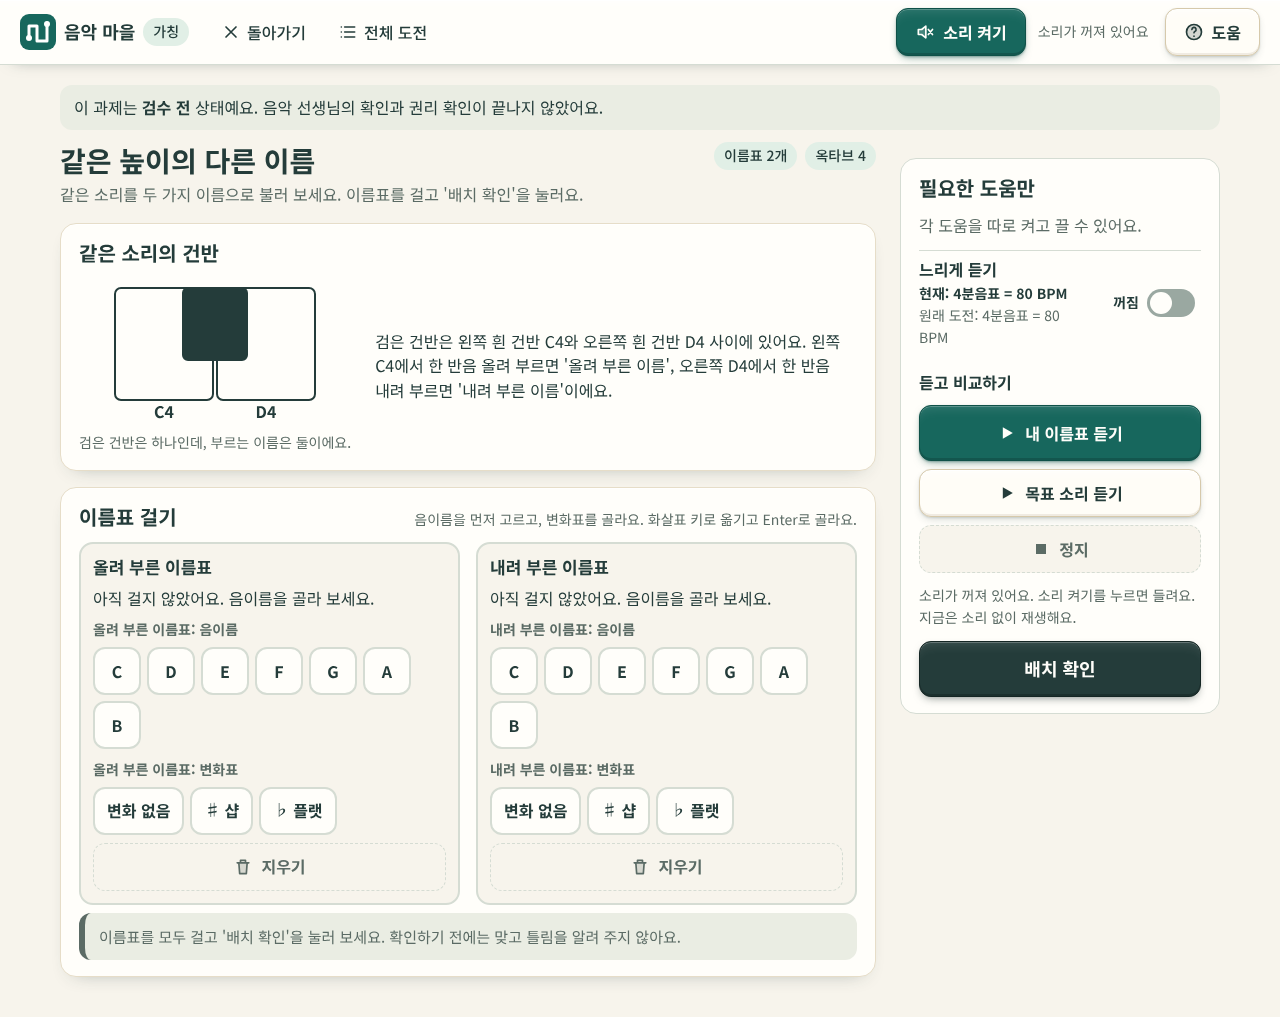 음악 마을 가칭 돌아가기 전체 도전 소리 켜기 소리가 꺼져 있어요 도움
이 과제는 검수 전 상태예요. 음악 선생님의 확인과 권리 확인이 끝나지 않았어요.
같은 높이의 다른 이름
이름표 2개 옥타브 4
같은 소리를 두 가지 이름으로 불러 보세요. 이름표를 걸고 '배치 확인'을 눌러요.
같은 소리의 건반
C4 D4
검은 건반은 왼쪽 흰 건반 C4와 오른쪽 흰 건반 D4 사이에 있어요. 왼쪽
C4에서 한 반음 올려 부르면 '올려 부른 이름', 오른쪽 D4에서 한 반음
내려 부르면 '내려 부른 이름'이에요.
검은 건반은 하나인데, 부르는 이름은 둘이에요.
이름표 걸기
음이름을 먼저 고르고, 변화표를 골라요. 화살표 키로 옮기고 Enter로 골라요.
올려 부른 이름표
아직 걸지 않았어요. 음이름을 골라 보세요.
올려 부른 이름표: 음이름
C D E F G A
B
올려 부른 이름표: 변화표
변화 없음 ♯ 샵 ♭ 플랫
지우기
내려 부른 이름표
아직 걸지 않았어요. 음이름을 골라 보세요.
내려 부른 이름표: 음이름
C D E F G A
B
내려 부른 이름표: 변화표
변화 없음 ♯ 샵 ♭ 플랫
지우기
이름표를 모두 걸고 '배치 확인'을 눌러 보세요. 확인하기 전에는 맞고 틀림을 알려 주지 않아요.
필요한 도움만
각 도움을 따로 켜고 끌 수 있어요.
느리게 듣기
현재: 4분음표 = 80 BPM
원래 도전: 4분음표 = 80
BPM
꺼짐
듣고 비교하기
내 이름표 듣기
목표 소리 듣기
정지
소리가 꺼져 있어요. 소리 켜기를 누르면 들려요.
지금은 소리 없이 재생해요.
배치 확인